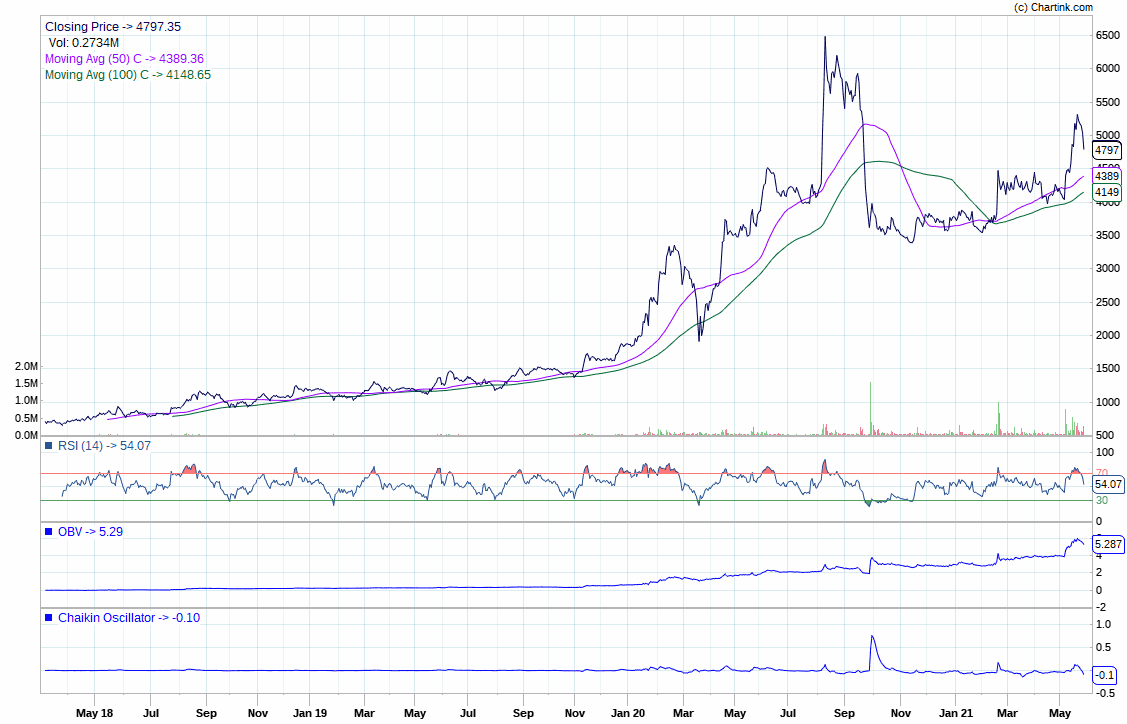 (c) Chartink.com
Closing Price -> 4797.35
Vol: 0.2734M
Moving Avg (50) C -> 4389.36
Moving Avg (100) C -> 4148.65
6500
6000
5500
5000
4797
4500
4389
4149
4000
3500
3000
2500
2000
1500
1000
500
2.0M
1.5M
1.0M
0.5M
0.0M
RSI (14) -> 54.07
100
70
54.07
30
0
OBV -> 5.29
5.287
4
2
0
-2
Chaikin Oscillator -> -0.10
1.0
0.5
-0.1
-0.5
May 18 Jul Sep Nov Jan 19 Mar May Jul Sep Nov Jan 20 Mar May Jul Sep Nov Jan 21 Mar May